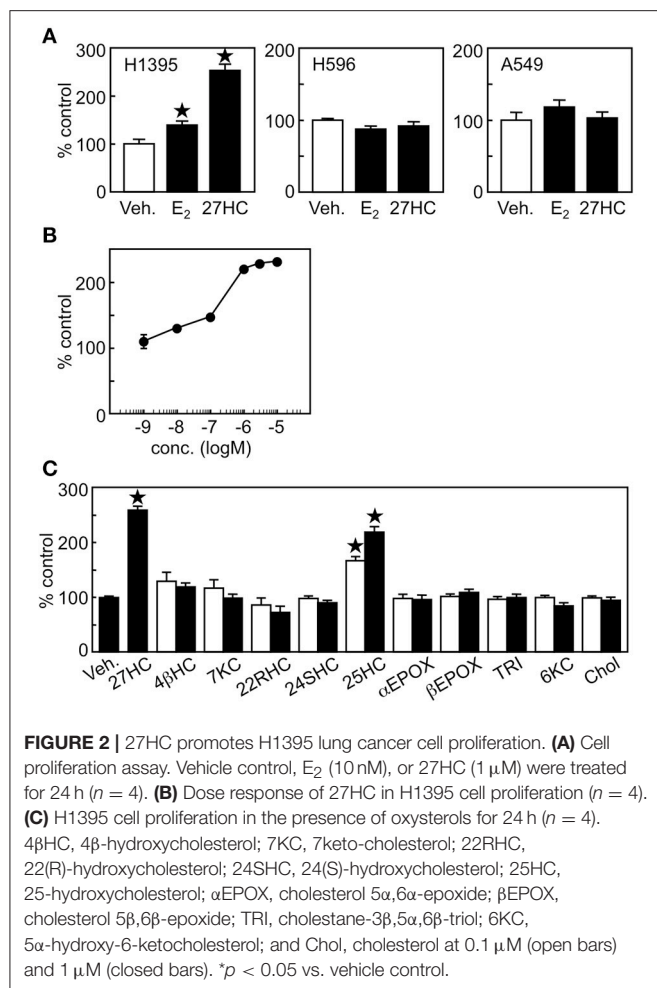 A
300
200
100
0
% control
H1395
★
★
Veh. E₂ 27HC
200
100
0
H596
Veh. E₂ 27HC
200
100
0
A549
Veh. E₂ 27HC
B
200
100
0
% control
-9 -8 -7 -6 -5
conc. (logM)
C
300
200
100
0
% control
★
★
★
Veh. 27HC 4βHC 7KC 22RHC 24SHC 25HC αEPOX βEPOX TRI 6KC Chol
FIGURE 2 | 27HC promotes H1395 lung cancer cell proliferation. (A) Cell
proliferation assay. Vehicle control, E₂ (10 nM), or 27HC (1 μM) were treated
for 24 h (n = 4). (B) Dose response of 27HC in H1395 cell proliferation (n = 4).
(C) H1395 cell proliferation in the presence of oxysterols for 24 h (n = 4).
4βHC, 4β-hydroxycholesterol; 7KC, 7keto-cholesterol; 22RHC,
22(R)-hydroxycholesterol; 24SHC, 24(S)-hydroxycholesterol; 25HC,
25-hydroxycholesterol; αEPOX, cholesterol 5α,6α-epoxide; βEPOX,
cholesterol 5β,6β-epoxide; TRI, cholestane-3β,5α,6β-triol; 6KC,
5α-hydroxy-6-ketocholesterol; and Chol, cholesterol at 0.1 μM (open bars)
and 1 μM (closed bars). *p < 0.05 vs. vehicle control.